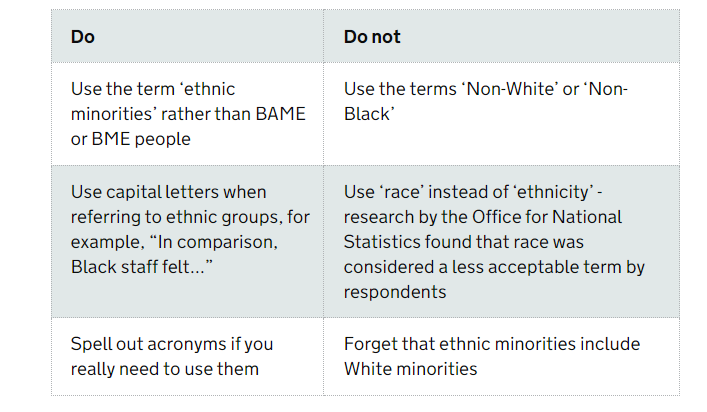 Do
Do not
Use the term ‘ethnic
minorities’ rather than BAME
or BME people
Use the terms ‘Non-White’ or ‘Non-
Black’
Use capital letters when
referring to ethnic groups, for
example, “In comparison,
Black staff felt...”
Use ‘race’ instead of ‘ethnicity’ -
research by the Office for National
Statistics found that race was
considered a less acceptable term by
respondents
Spell out acronyms if you
really need to use them
Forget that ethnic minorities include
White minorities